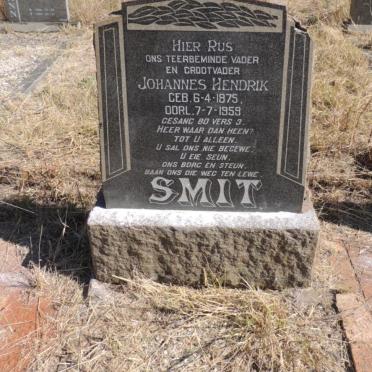 HIER RUS
ONS TEERBEMINDE VADER
EN GROOTVADER
JOHANNES HENDRIK
GEB. 6-4-1875.
OORL. 7-7-1959
GESANG 80 VERS 3.
HEER WAAR DAN HEEN?
TOT U ALLEEN.
U SAL ONS NIE BEGEWE.
U EIE SEUN,
ONS BORG EN STEUN,
BAAN ONS DIE WEG TEN LEWE.
SMIT